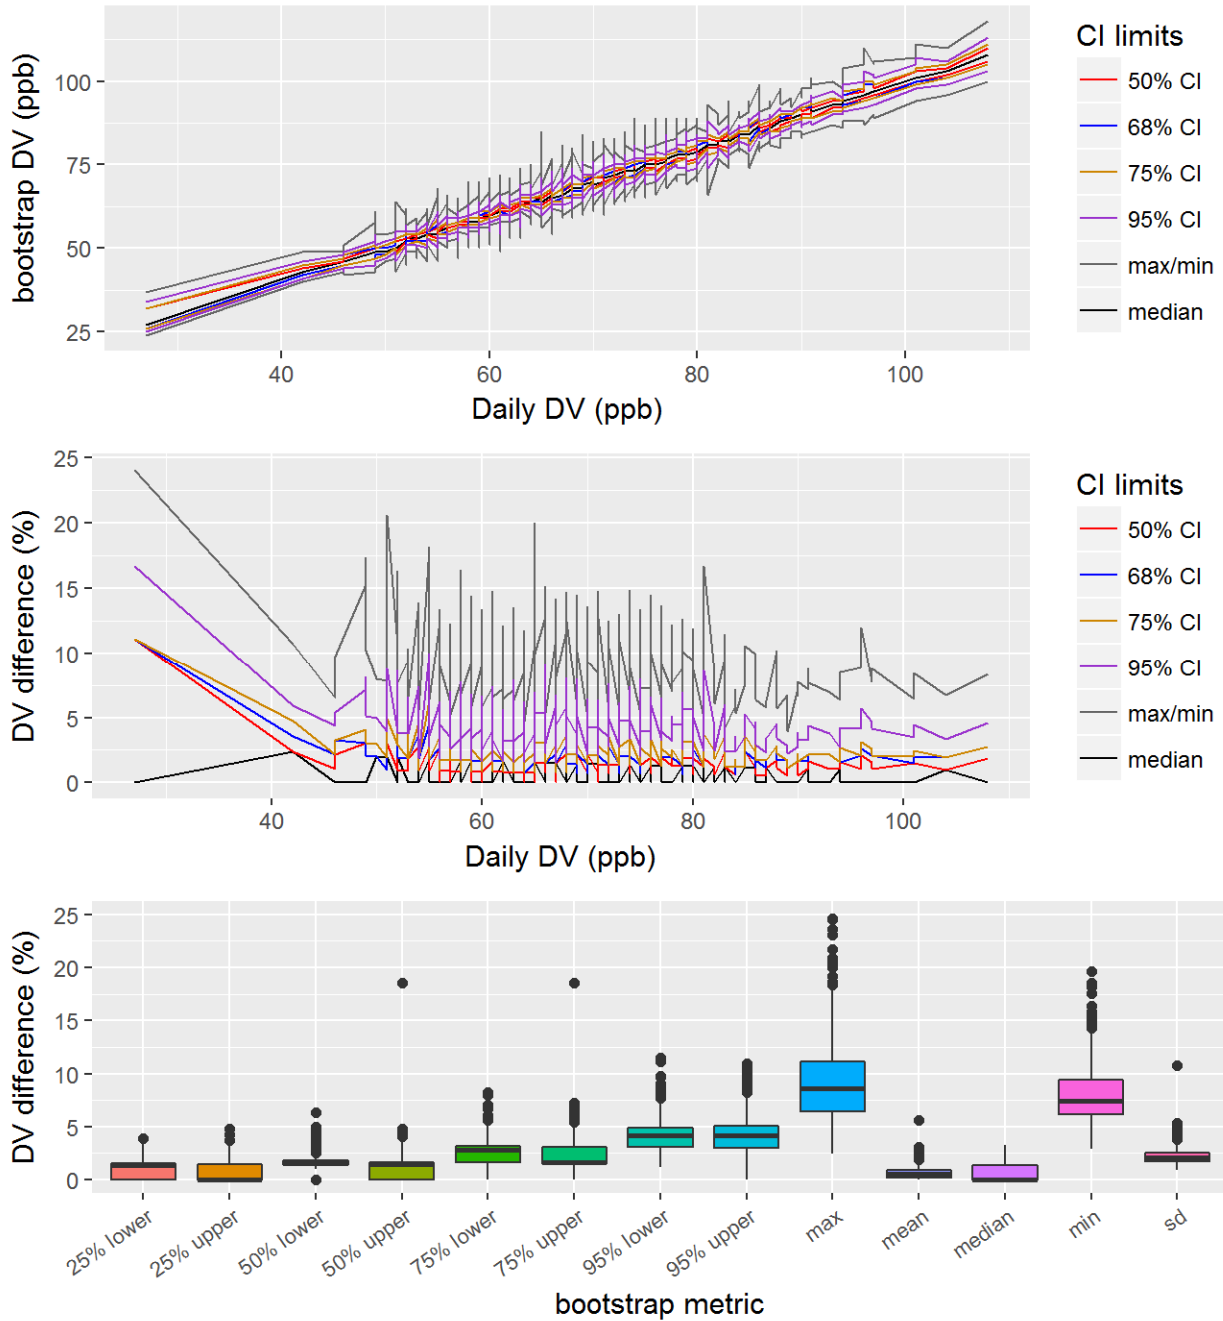 bootstrap DV (ppb)
100
75
50
25
40 60 80 100
Daily DV (ppb)
CI limits
50% CI
68% CI
75% CI
95% CI
max/min
median
DV difference (%)
25
20
15
10
5
0
40 60 80 100
Daily DV (ppb)
CI limits
50% CI
68% CI
75% CI
95% CI
max/min
median
DV difference (%)
25
20
15
10
5
0
25% lower 25% upper 50% lower 50% upper 75% lower 75% upper 95% lower 95% upper max mean median min sd
bootstrap metric